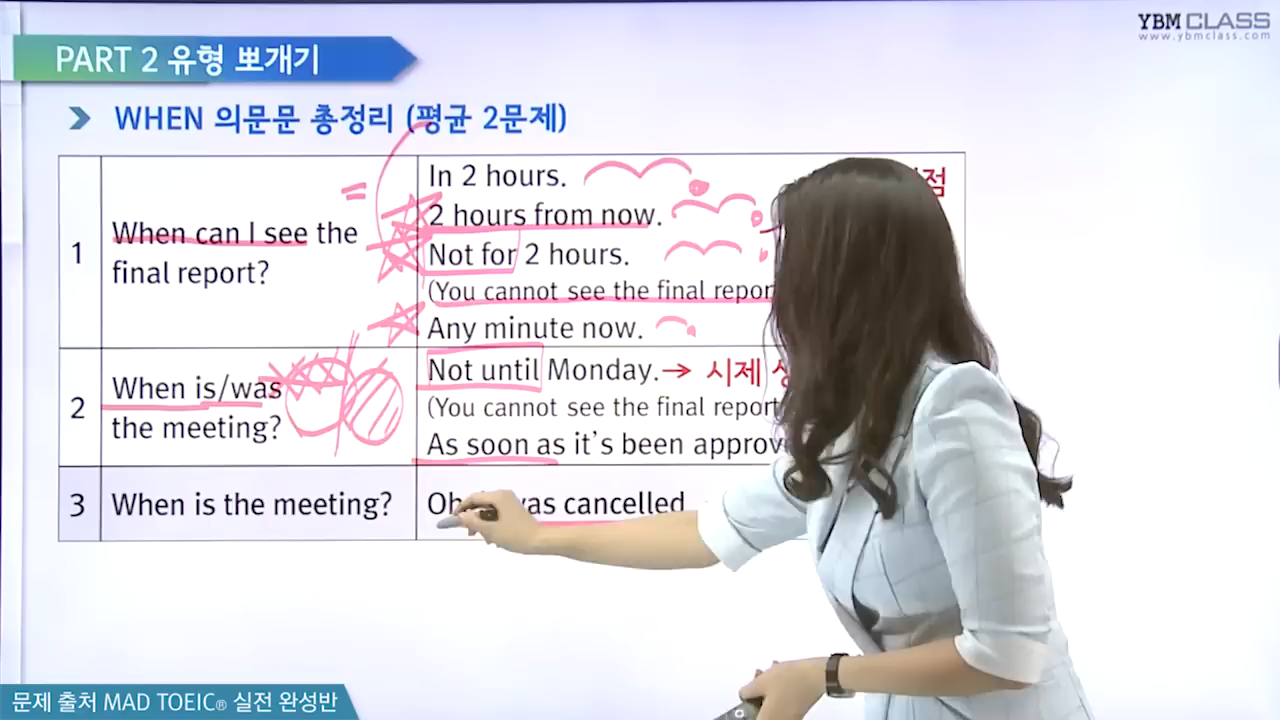 YBM CLASS
www.ybmclass.com
PART 2 유형 뽀개기
WHEN 의문문 총정리 (평균 2문제)
1
When can I see the
final report?
In 2 hours.
점
2 hours from now.
Not for 2 hours.
(You cannot see the final repor
Any minute now.
2
When is/was
the meeting?
Not until Monday.→ 시제
(You cannot see the final report
As soon as it's been approv
3
When is the meeting?
Oh was cancelled
문제 출처 MAD TOEIC® 실전 완성반